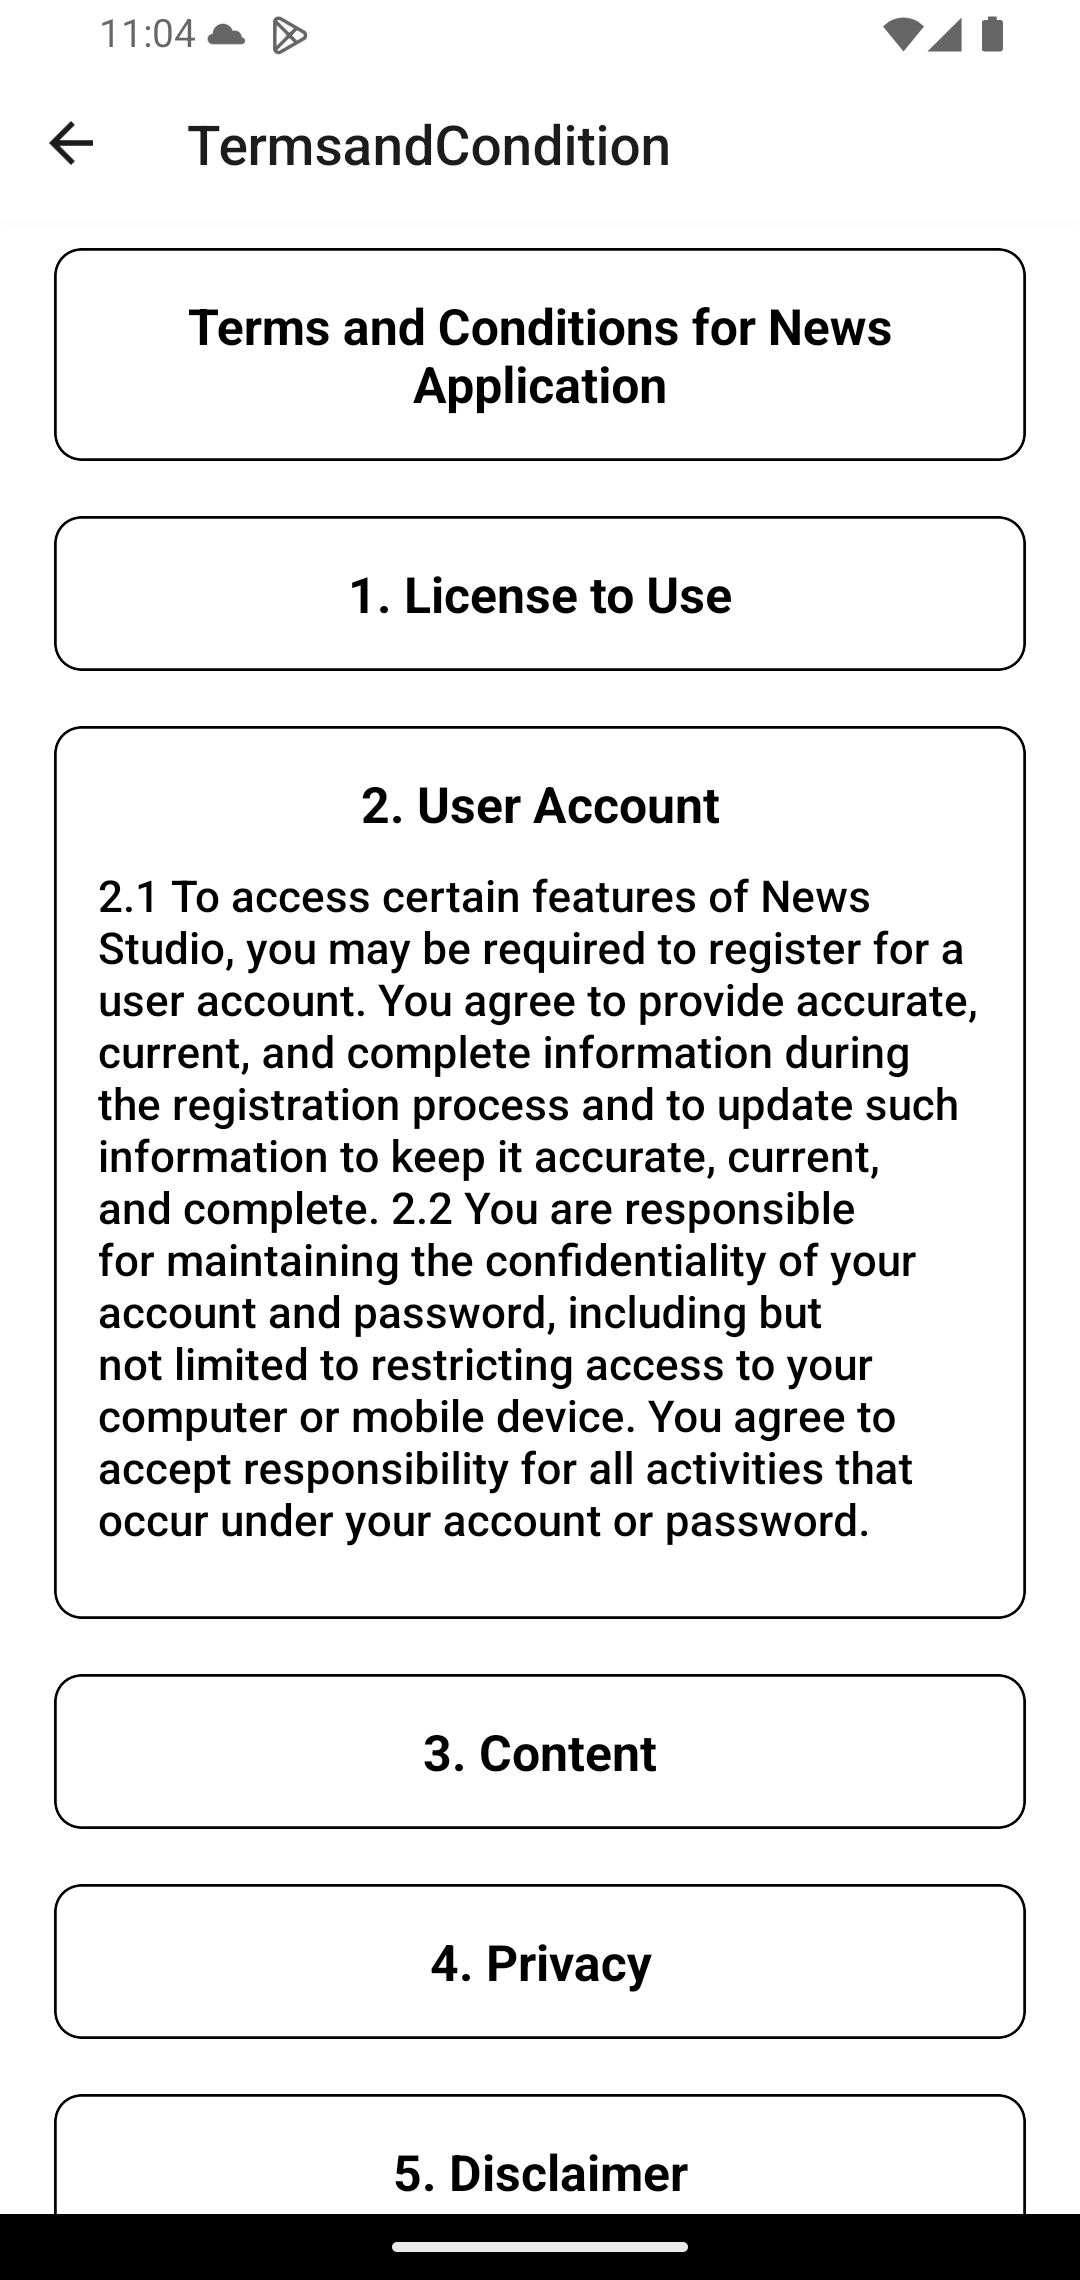 11:04
TermsandCondition
Terms and Conditions for News
Application
1. License to Use
2. User Account
2.1 To access certain features of News
Studio, you may be required to register for a
user account. You agree to provide accurate,
current, and complete information during
the registration process and to update such
information to keep it accurate, current,
and complete. 2.2 You are responsible
for maintaining the confidentiality of your
account and password, including but
not limited to restricting access to your
computer or mobile device. You agree to
accept responsibility for all activities that
occur under your account or password.
3. Content
4. Privacy
5. Disclaimer